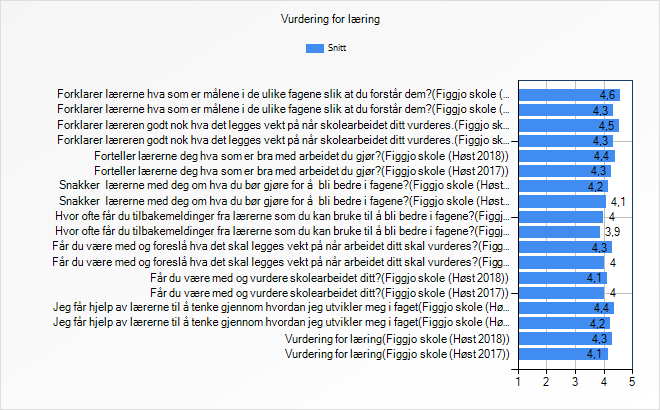 Vurdering for læring
Snitt
Forklarer lærerne hva som er målene i de ulike fagene slik at du forstår dem?(Figgjo skole (... 4,6
Forklarer lærerne hva som er målene i de ulike fagene slik at du forstår dem?(Figgjo skole (... 4,3
Forklarer læreren godt nok hva det legges vekt på når skolearbeidet ditt vurderes.(Figgjo sk... 4,5
Forklarer læreren godt nok hva det legges vekt på når skolearbeidet ditt vurderes.(Figgjo sk... 4,3
Forteller lærerne deg hva som er bra med arbeidet du gjør?(Figgjo skole (Høst 2018)) 4,4
Forteller lærerne deg hva som er bra med arbeidet du gjør?(Figgjo skole (Høst 2017)) 4,3
Snakker lærerne med deg om hva du bør gjøre for å bli bedre i fagene?(Figgjo skole (Høst... 4,2
Snakker lærerne med deg om hva du bør gjøre for å bli bedre i fagene?(Figgjo skole (Høst... 4,1
Hvor ofte får du tilbakemeldinger fra lærerne som du kan bruke til å bli bedre i fagene?(Figgj... 4
Hvor ofte får du tilbakemeldinger fra lærerne som du kan bruke til å bli bedre i fagene?(Figgj... 3,9
Får du være med og foreslå hva det skal legges vekt på når arbeidet ditt skal vurderes?(Figg... 4,3
Får du være med og foreslå hva det skal legges vekt på når arbeidet ditt skal vurderes?(Figg... 4
Får du være med og vurdere skolearbeidet ditt?(Figgjo skole (Høst 2018)) 4,1
Får du være med og vurdere skolearbeidet ditt?(Figgjo skole (Høst 2017)) 4
Jeg får hjelp av lærerne til å tenke gjennom hvordan jeg utvikler meg i faget(Figgjo skole (Hø... 4,4
Jeg får hjelp av lærerne til å tenke gjennom hvordan jeg utvikler meg i faget(Figgjo skole (Hø... 4,2
Vurdering for læring(Figgjo skole (Høst 2018)) 4,3
Vurdering for læring(Figgjo skole (Høst 2017)) 4,1
1 2 3 4 5